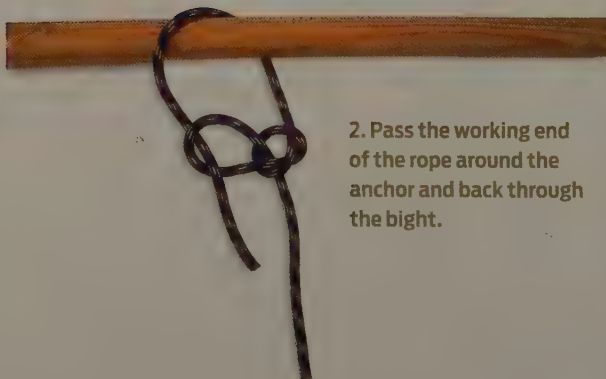 2. Pass the working end
of the rope around the
anchor and back through
the bight.